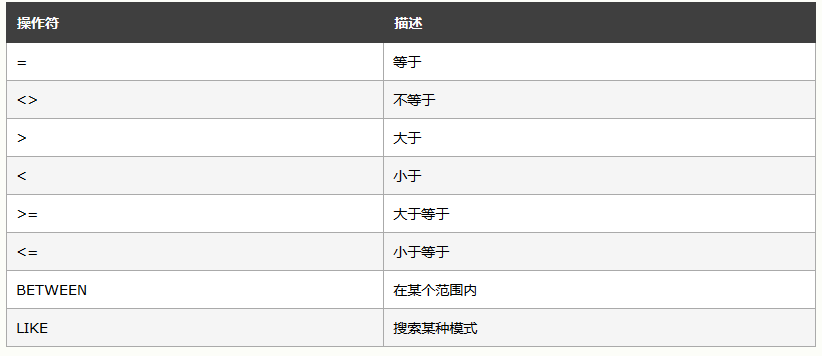 操作符 描述
= 等于
<> 不等于
> 大于
< 小于
>= 大于等于
<= 小于等于
BETWEEN 在某个范围内
LIKE 搜索某种模式